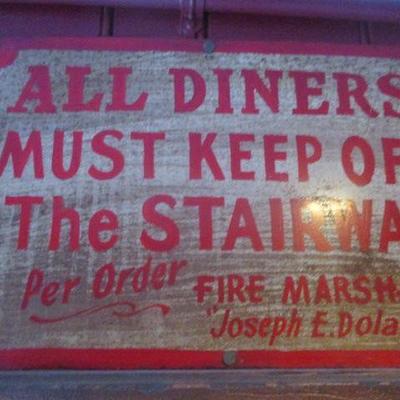 ALL DINERS
MUST KEEP OF
The STAIRWA
Per Order
FIRE MARSH
"Joseph E. Dola